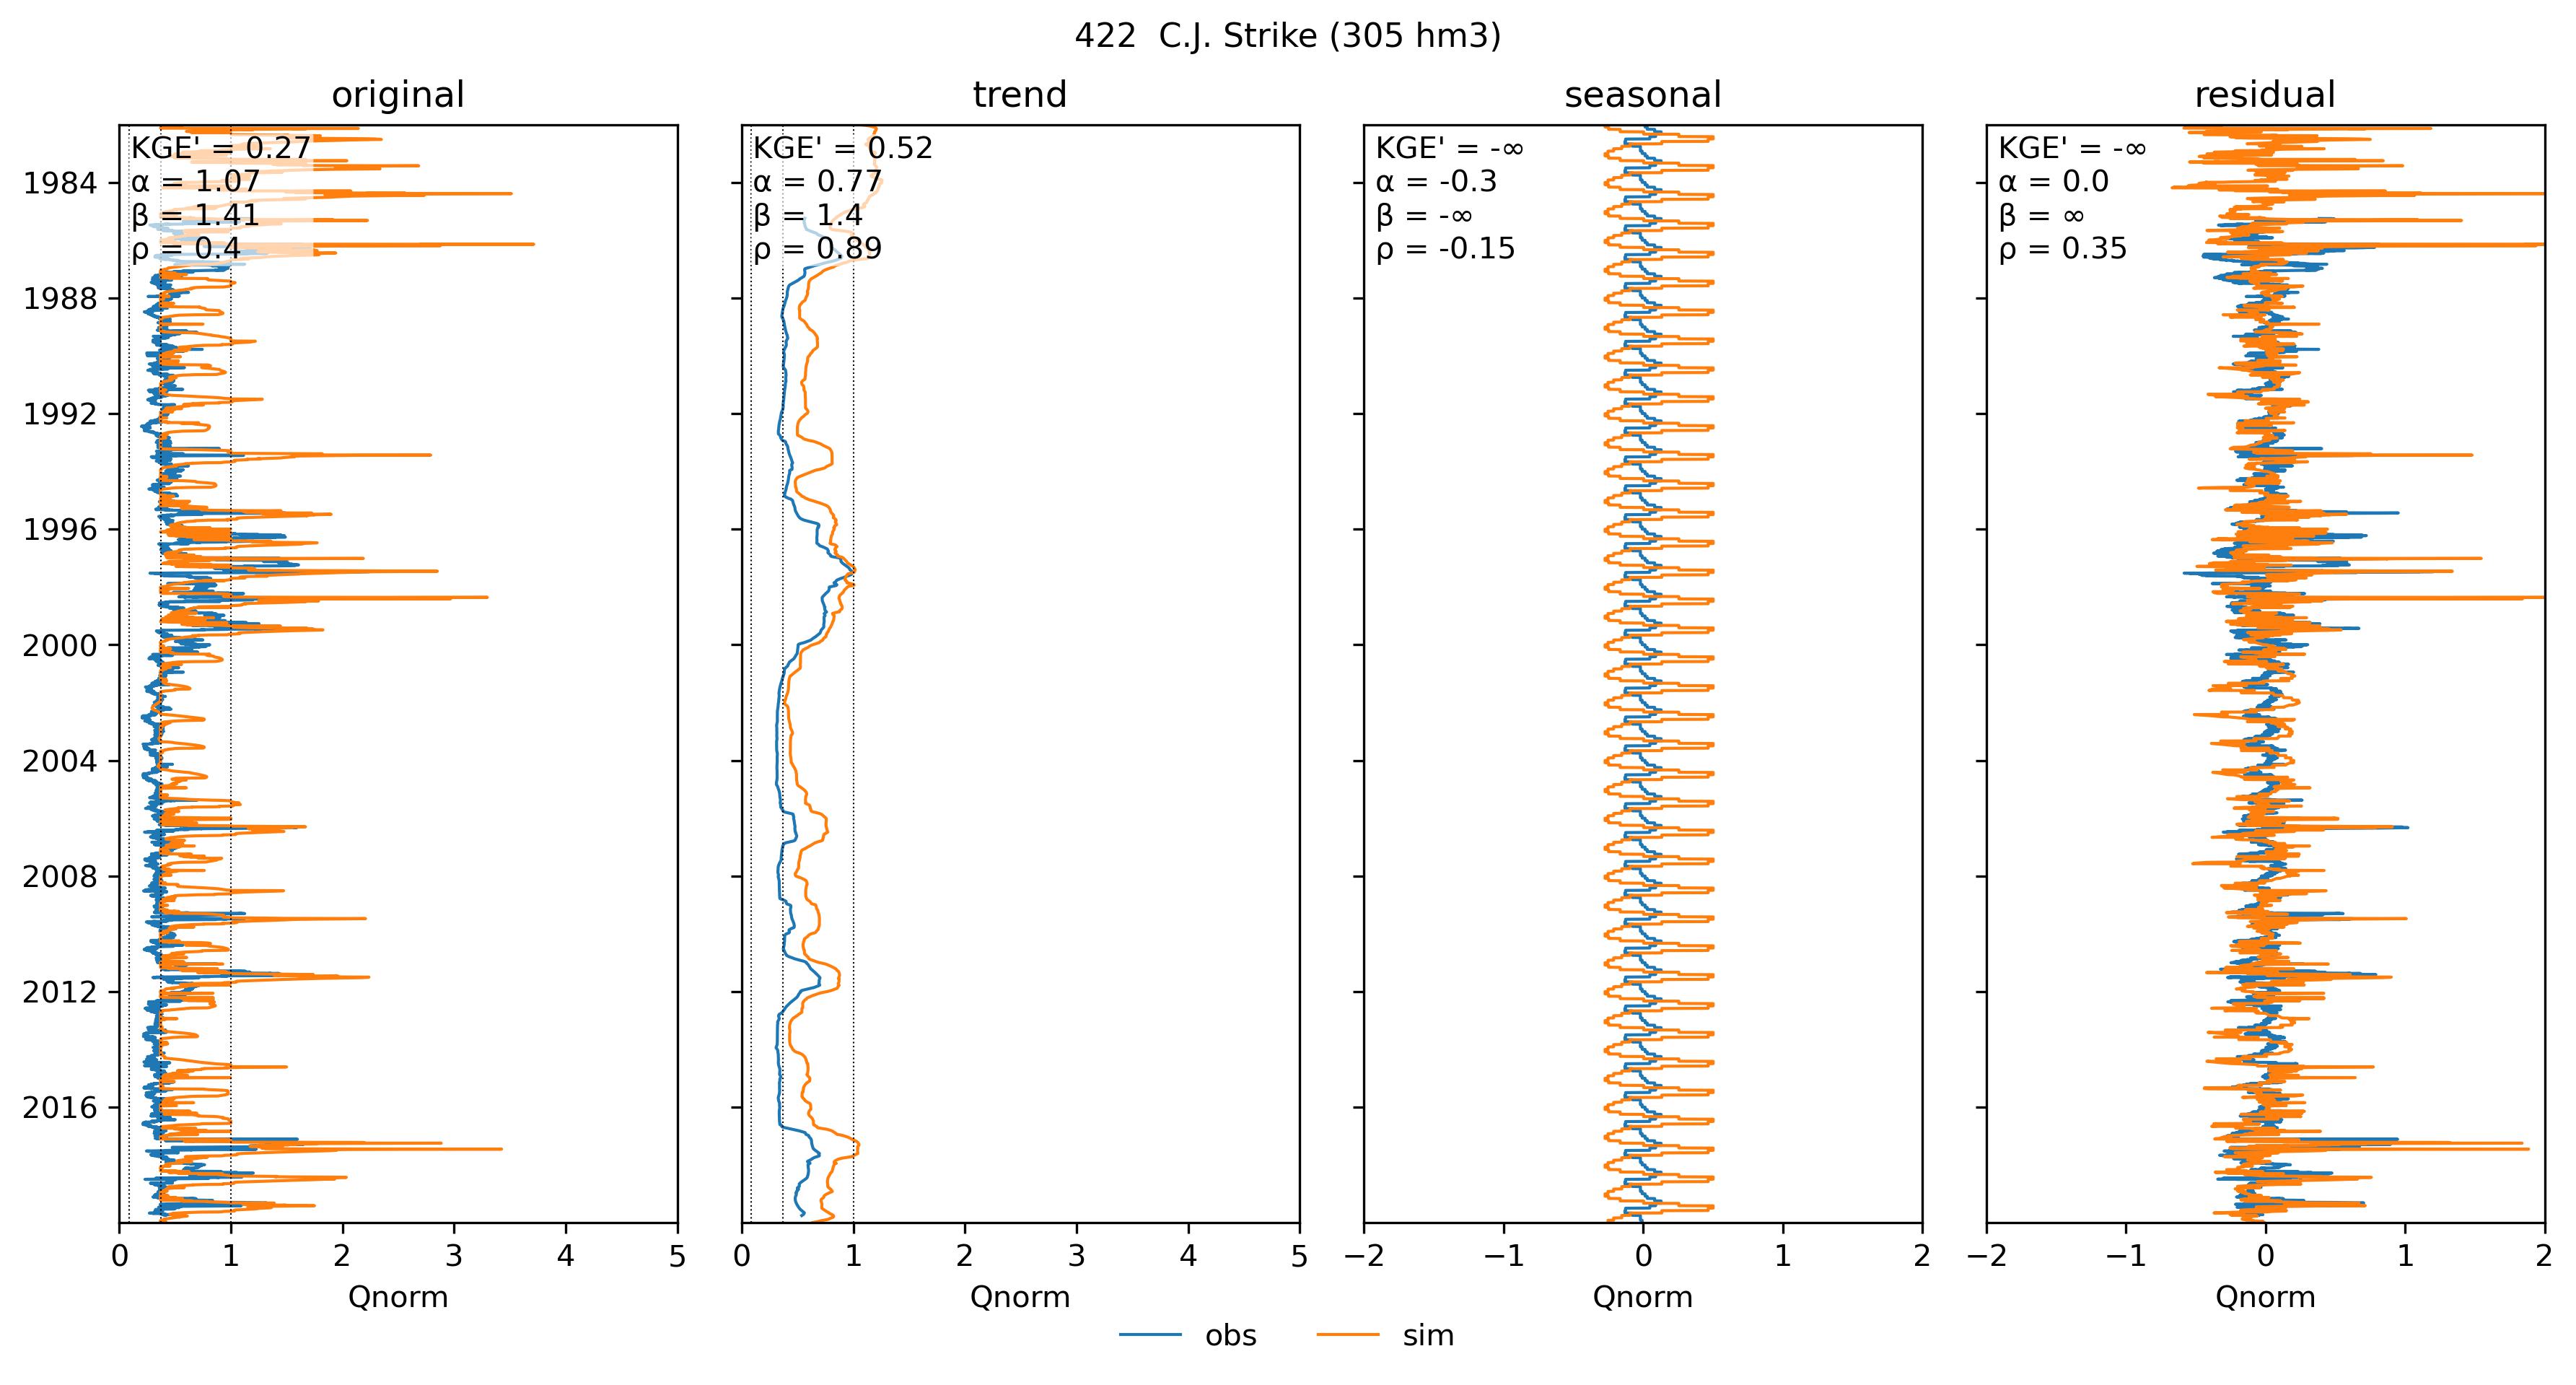 422  C.J. Strike (305 hm3)
original
trend
seasonal
residual
KGE' = 0.27
α = 1.07
β = 1.41
ρ = 0.4
KGE' = 0.52
α = 0.77
β = 1.4
ρ = 0.89
KGE' = -∞
α = -0.3
β = -∞
ρ = -0.15
KGE' = -∞
α = 0.0
β = ∞
ρ = 0.35
1984
1988
1992
1996
2000
2004
2008
2012
2016
0 1 2 3 4 5
0 1 2 3 4 5
−2 −1 0 1 2
−2 −1 0 1 2
Qnorm
Qnorm
Qnorm
Qnorm
obs
sim